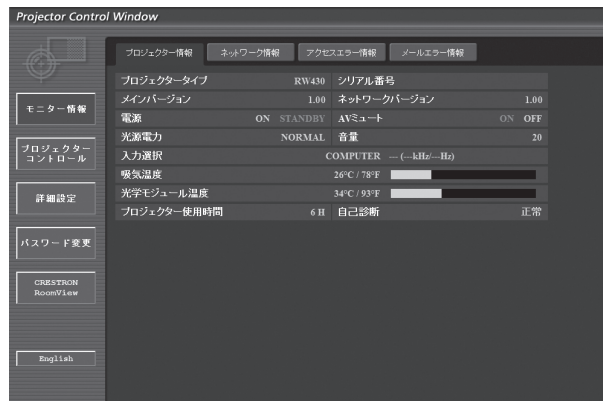 Projector Control Window
プロジェクター情報 ネットワーク情報 アクセスエラー情報 メールエラー情報
モニター情報
プロジェクター
コントロール
詳細設定
パスワード変更
CRESTRON
RoomView
English
プロジェクタータイプ RW430 シリアル番号
メインバージョン 1.00 ネットワークバージョン 1.00
電源 ON STANDBY AVミュート ON OFF
光源電力 NORMAL 音量 20
入力選択 COMPUTER --- (---kHz/---Hz)
吸気温度 26°C / 78°F
光学モジュール温度 34°C / 93°F
プロジェクター使用時間 6 H 自己診断 正常